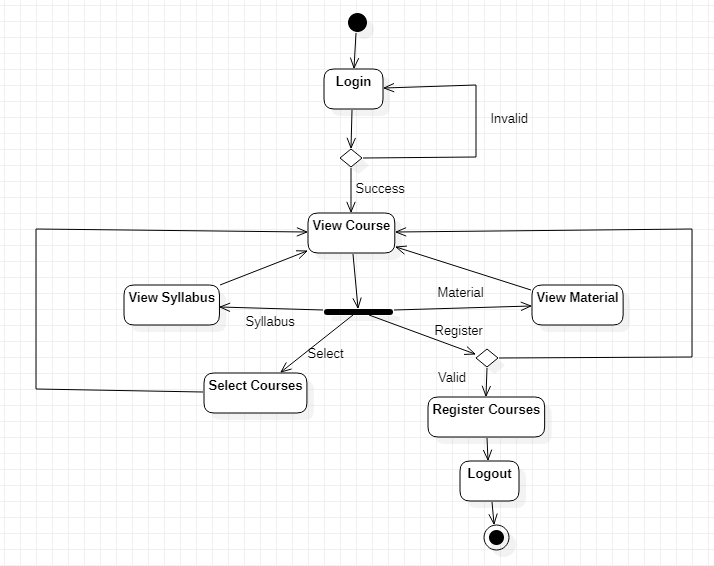 Login
Invalid
Success
View Course
View Syllabus
Material
View Material
Syllabus
Register
Select
Valid
Select Courses
Register Courses
Logout